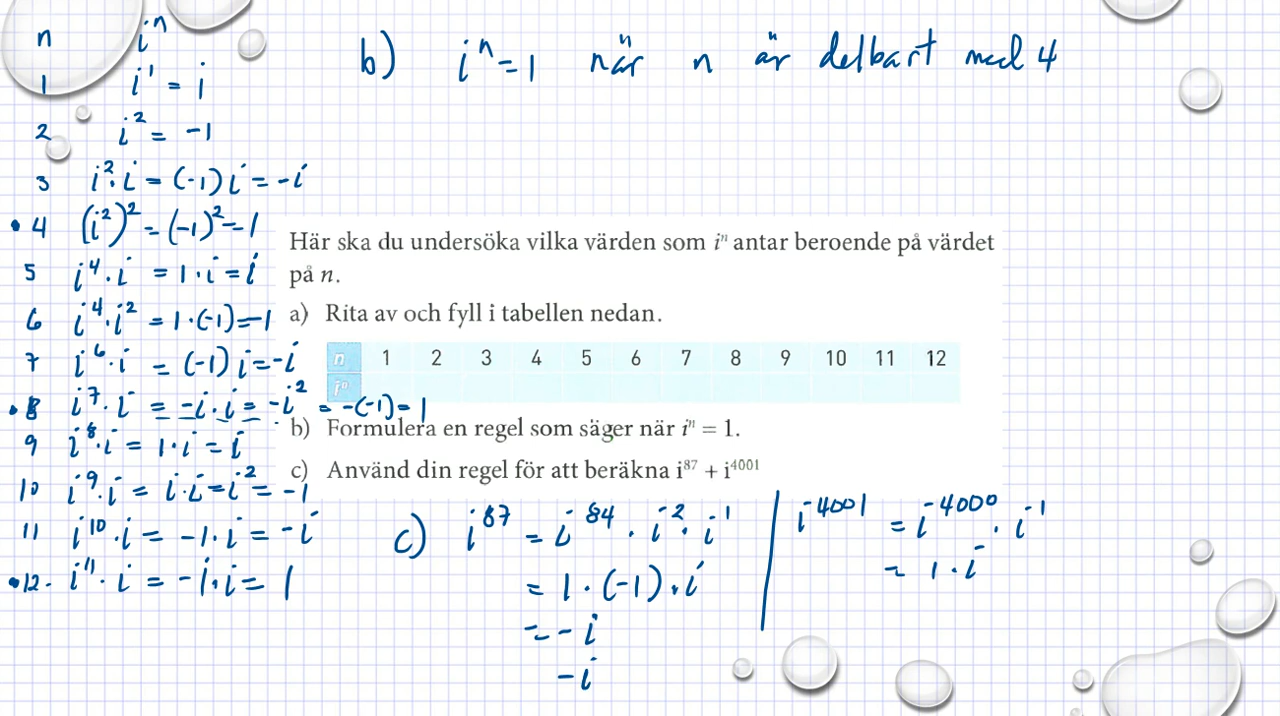 n iⁿ
1 i¹ = i
2 i² = -1
3 i²·i = (-1)i = -i
• 4 (i²)² = (-1)² = 1
5 i⁴·i = 1·i = i
6 i⁴·i² = 1·(-1) = -1
7 i⁶·i = (-1)i = -i
• 8 i⁷·i = -i·i = -i² = -(-1) = 1
9 i⁸·i = 1·i = i
10 i⁹·i = i·i = i² = -1
11 i¹⁰·i = -1·i = -i
• 12. i¹¹·i = -i·i = 1
b) iⁿ = 1 när n är delbart med 4
Här ska du undersöka vilka värden som iⁿ antar beroende på värdet
på n.
a) Rita av och fyll i tabellen nedan.
n 1 2 3 4 5 6 7 8 9 10 11 12
iⁿ
b) Formulera en regel som säger när iⁿ = 1.
c) Använd din regel för att beräkna i⁸⁷ + i⁴⁰⁰¹
c) i⁸⁷ = i⁸⁴·i²·i¹
= 1·(-1)·i
= -i
-i
i⁴⁰⁰¹ = i⁴⁰⁰⁰·i¹
= 1·i